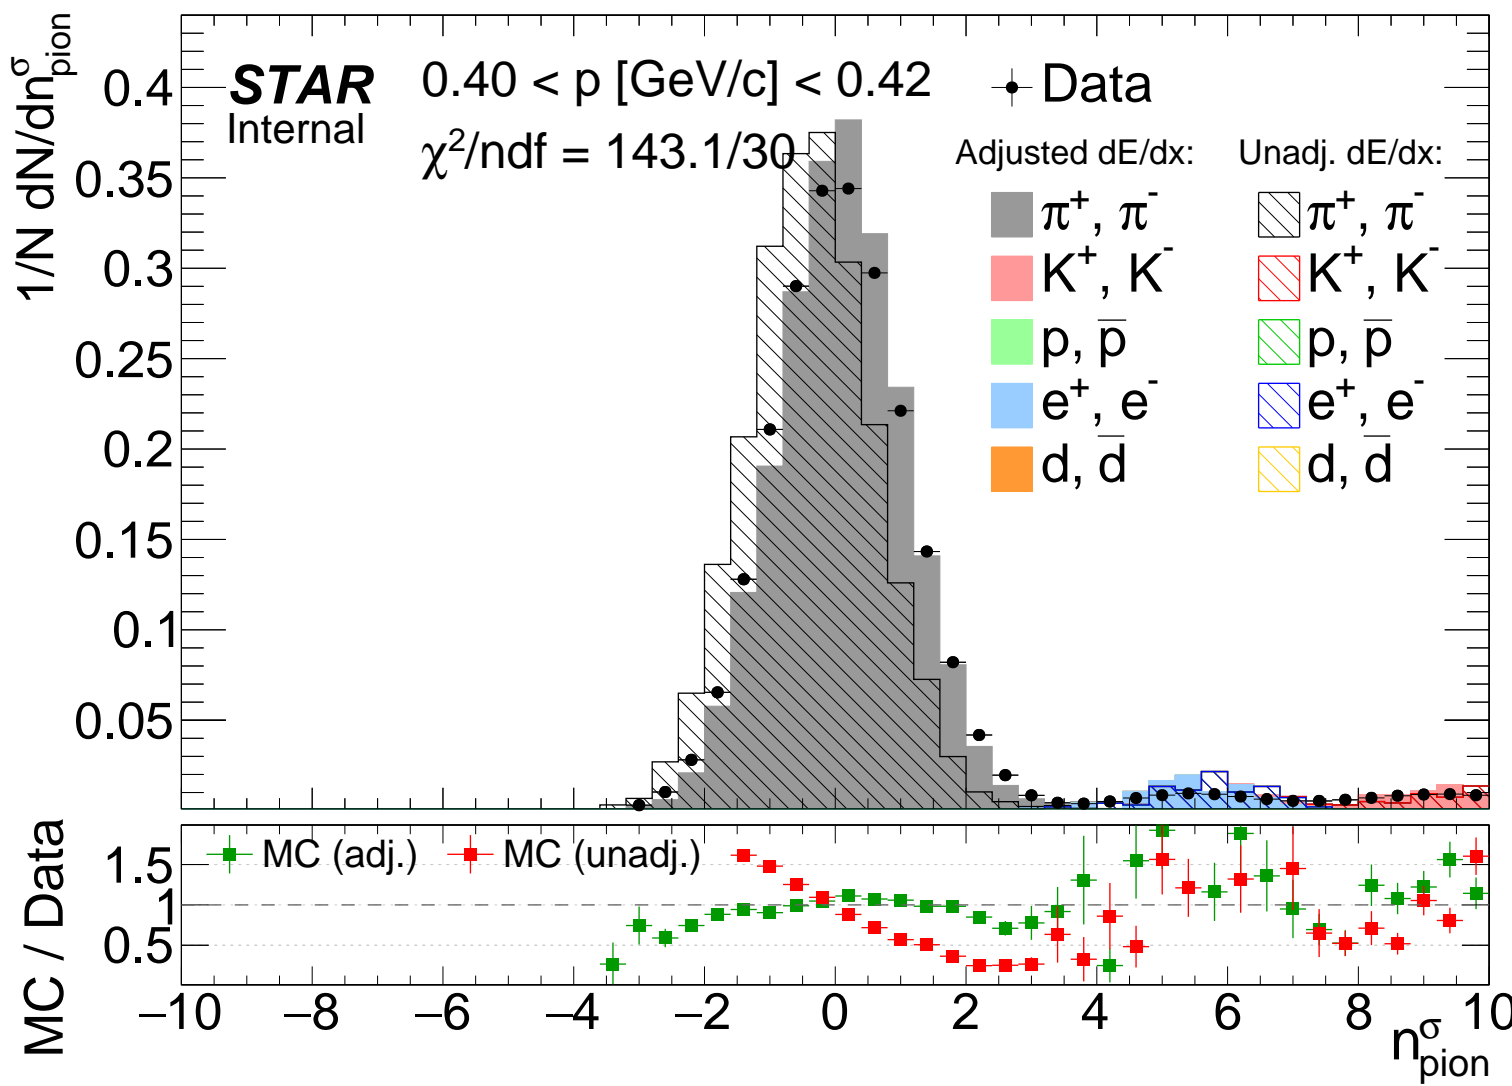 1/N dN/dn^σ_pion
STAR
Internal
0.40 < p [GeV/c] < 0.42
χ²/ndf = 143.1/30
Data
Adjusted dE/dx:
Unadj. dE/dx:
π⁺, π⁻
π⁺, π⁻
K⁺, K⁻
K⁺, K⁻
p, p̅
p, p̅
e⁺, e⁻
e⁺, e⁻
d, d̅
d, d̅
0.4
0.35
0.3
0.25
0.2
0.15
0.1
0.05
MC / Data
MC (adj.)
MC (unadj.)
1.5
1
0.5
−10 −8 −6 −4 −2 0 2 4 6 8 10
n^σ_pion